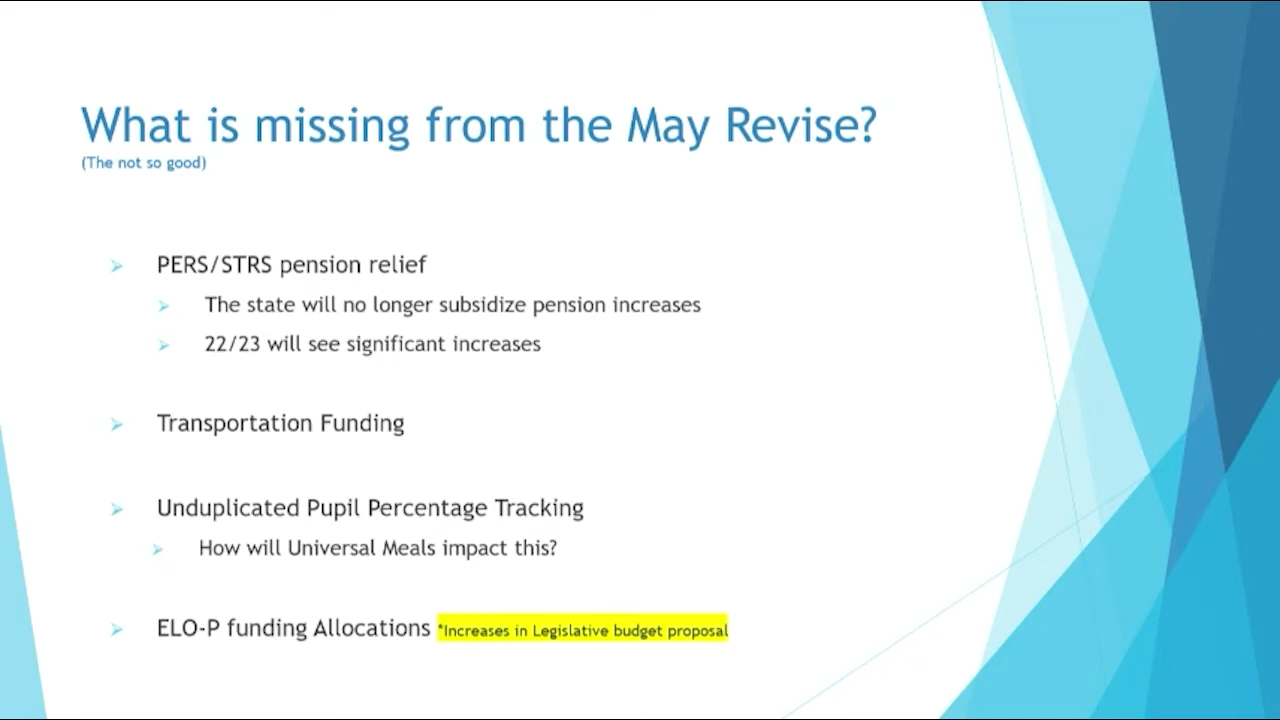 What is missing from the May Revise?
(The not so good)
PERS/STRS pension relief
The state will no longer subsidize pension increases
22/23 will see significant increases
Transportation Funding
Unduplicated Pupil Percentage Tracking
How will Universal Meals impact this?
ELO-P funding Allocations *Increases in Legislative budget proposal